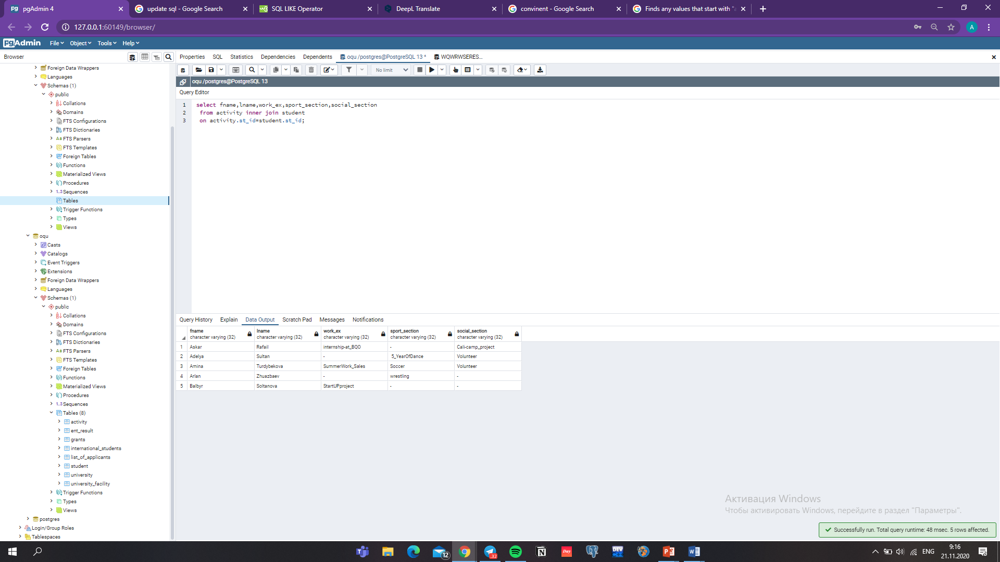 pgAdmin 4
update sql - Google Search
SQL LIKE Operator
DeepL Translate
convinent - Google Search
Finds any values that start with "a
127.0.0.1:60149/browser/
A
pgAdmin
File
Object
Tools
Help
Browser
Properties
SQL
Statistics
Dependencies
Dependents
oqu /postgres@PostgreSQL 13 *
WQWRWSERES...
No limit
oqu /postgres@PostgreSQL 13
Query Editor
1 select fname,lname,work_ex,sport_section,social_section
2 from activity inner join student
3 on activity.st_id=student.st_id;
Foreign Data Wrappers
Languages
Schemas (1)
public
Collations
Domains
FTS Configurations
FTS Dictionaries
FTS Parsers
FTS Templates
Foreign Tables
Functions
Materialized Views
Procedures
1..3 Sequences
Tables
Trigger Functions
Types
Views
oqu
Casts
Catalogs
Event Triggers
Extensions
Foreign Data Wrappers
Languages
Schemas (1)
public
Collations
Domains
FTS Configurations
FTS Dictionaries
FTS Parsers
FTS Templates
Foreign Tables
Functions
Materialized Views
Procedures
1..3 Sequences
Tables (8)
activity
ent_result
grants
international_students
list_of_applicants
student
university
university_facility
Trigger Functions
Types
Views
postgres
Login/Group Roles
Tablespaces
Query History
Explain
Data Output
Scratch Pad
Messages
Notifications
fname lname work_ex sport_section social_section
character varying (32) character varying (32) character varying (32) character varying (32) character varying (32)
1 Askar Rafail internship-at_BQO - Cali-camp_project
2 Adelya Sultan - 5_YearOfDance Volunteer
3 Amina Turdybekova SummerWork_Sales Soccer Volunteer
4 Arlan Zhuazbaev - wrestling -
5 Balbyr Soltanova StartUPproject - -
Активация Windows
Чтобы активировать Windows, перейдите в раздел "Параметры".
Successfully run. Total query runtime: 48 msec. 5 rows affected.
12
32
Day
DEV
ENG
9:16
21.11.2020